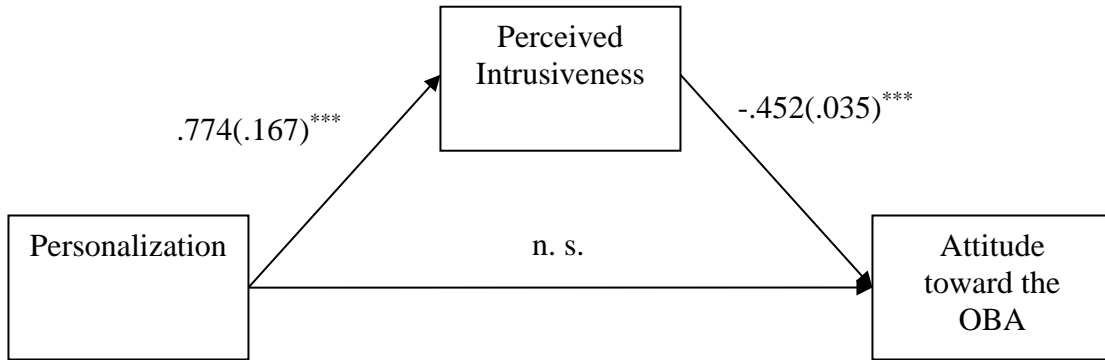 Perceived
Intrusiveness
.774(.167)***
-.452(.035)***
Personalization
n. s.
Attitude
toward the
OBA